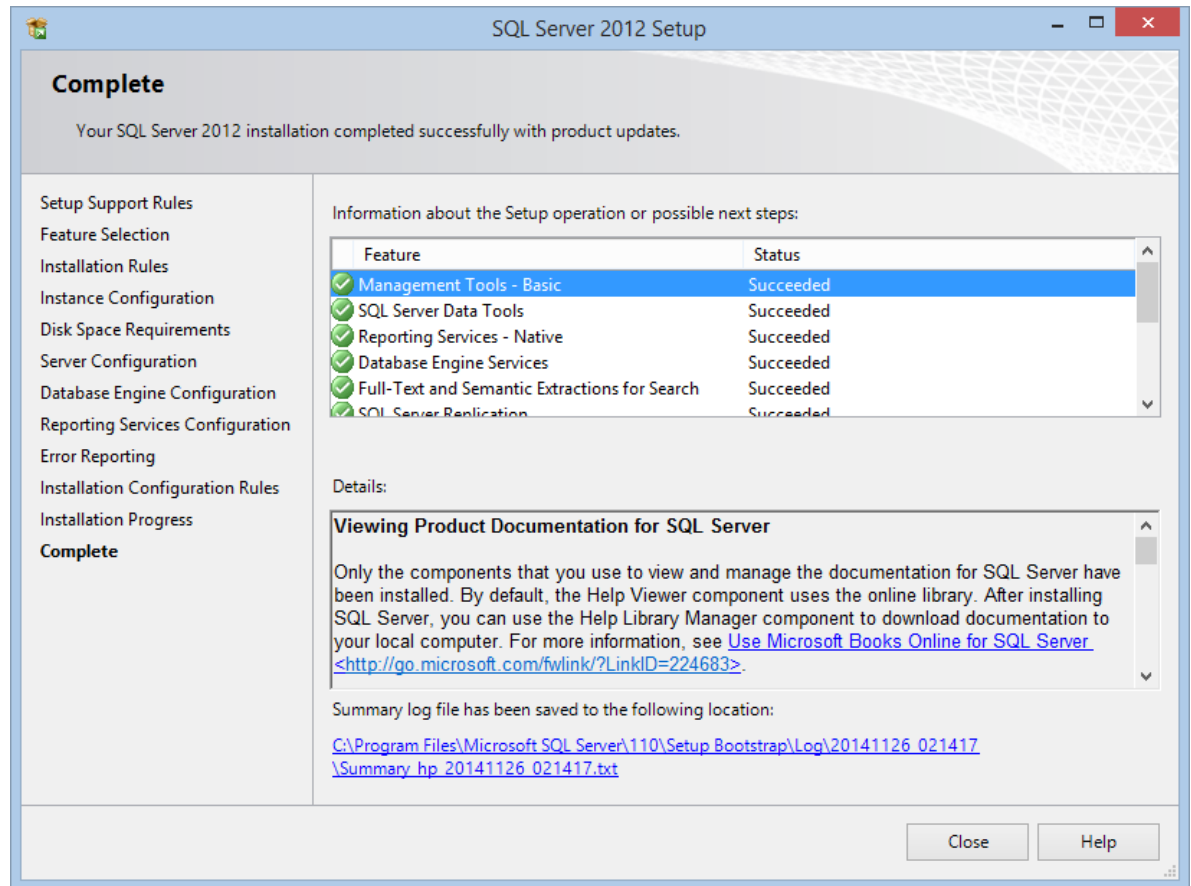 SQL Server 2012 Setup
Complete
Your SQL Server 2012 installation completed successfully with product updates.
Setup Support Rules
Feature Selection
Installation Rules
Instance Configuration
Disk Space Requirements
Server Configuration
Database Engine Configuration
Reporting Services Configuration
Error Reporting
Installation Configuration Rules
Installation Progress
Complete
Information about the Setup operation or possible next steps:
Feature Status
Management Tools - Basic Succeeded
SQL Server Data Tools Succeeded
Reporting Services - Native Succeeded
Database Engine Services Succeeded
Full-Text and Semantic Extractions for Search Succeeded
SQL Server Replication Succeeded
Details:
Viewing Product Documentation for SQL Server
Only the components that you use to view and manage the documentation for SQL Server have
been installed. By default, the Help Viewer component uses the online library. After installing
SQL Server, you can use the Help Library Manager component to download documentation to
your local computer. For more information, see Use Microsoft Books Online for SQL Server
<http://go.microsoft.com/fwlink/?LinkID=224683>.
Summary log file has been saved to the following location:
C:\Program Files\Microsoft SQL Server\110\Setup Bootstrap\Log\20141126_021417
\Summary_hp_20141126_021417.txt
Close
Help